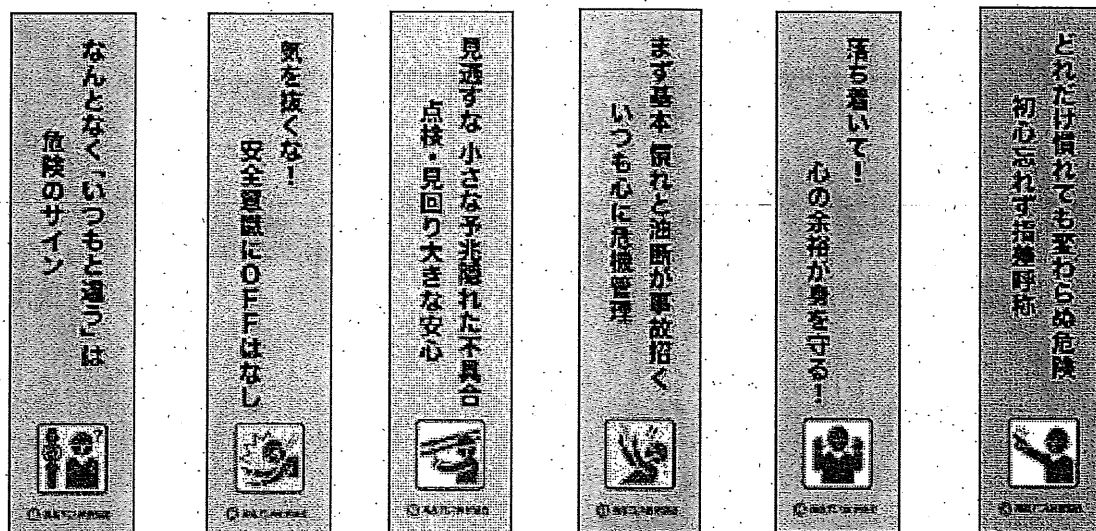 どれだけ慣れても変わらぬ危険
初心忘れず指差呼称
落ち着いて！
心の余裕が身を守る！
まず基本 慣れと油断が事故招く
いつも心に危機管理
見逃すな 小さな予兆隠れた不具合
点検・見回り大きな安心
気を抜くな！
安全意識にOFFはなし
なんとなく「いつもと違う」は
危険のサイン